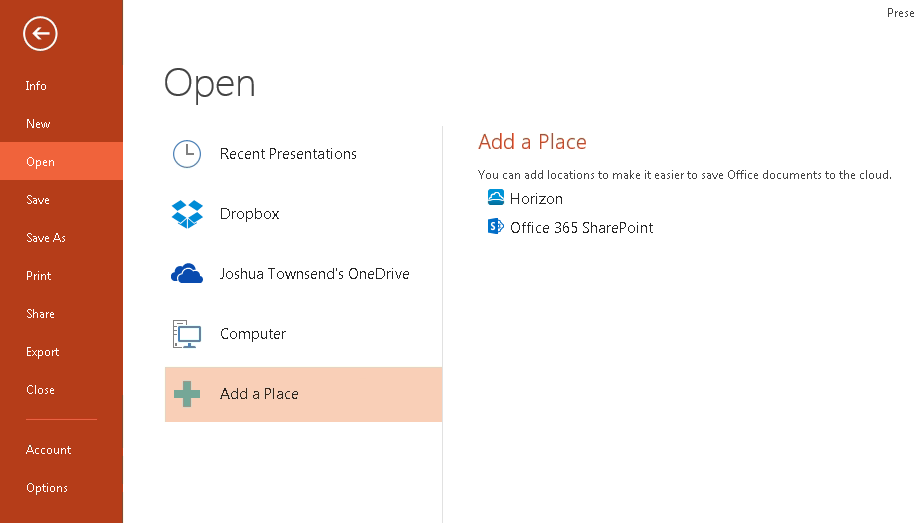 Prese
Info
New
Open
Save
Save As
Print
Share
Export
Close
Account
Options
Open
Recent Presentations
Dropbox
Joshua Townsend's OneDrive
Computer
Add a Place
Add a Place
You can add locations to make it easier to save Office documents to the cloud.
Horizon
Office 365 SharePoint